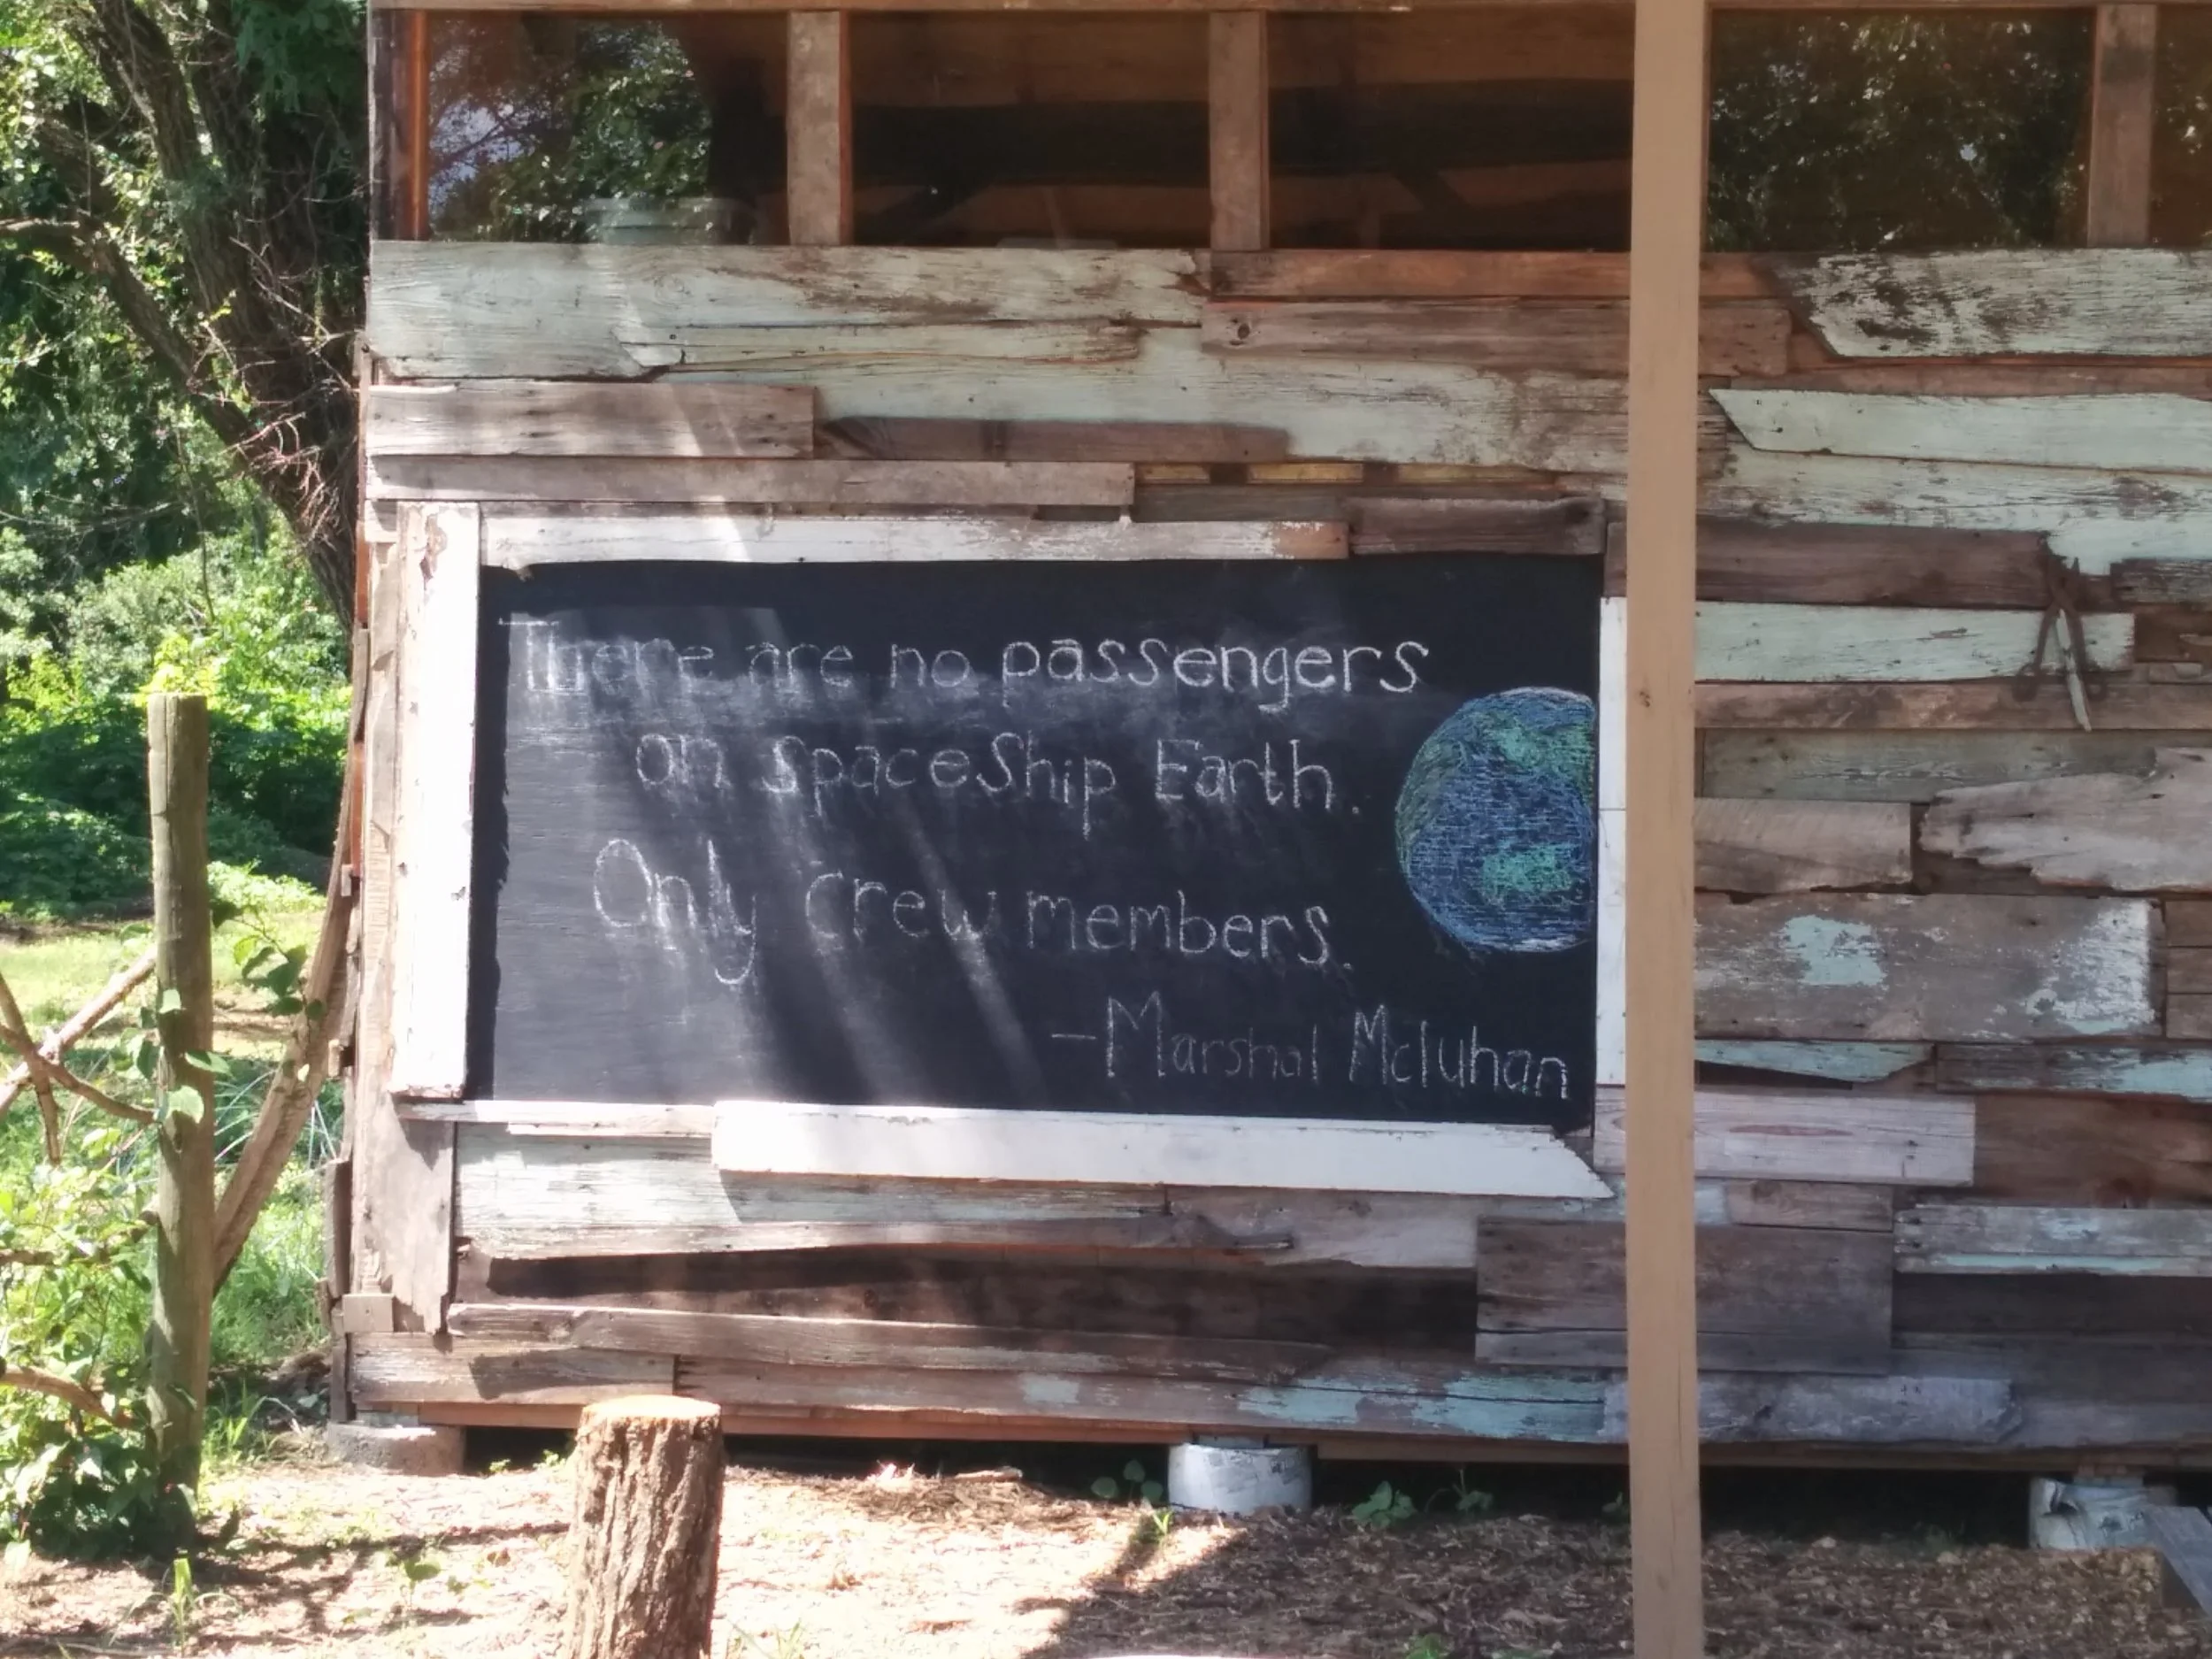 There are no passengers
on spaceShip Earth.
Only crew members.
- Marshal Mcluhan